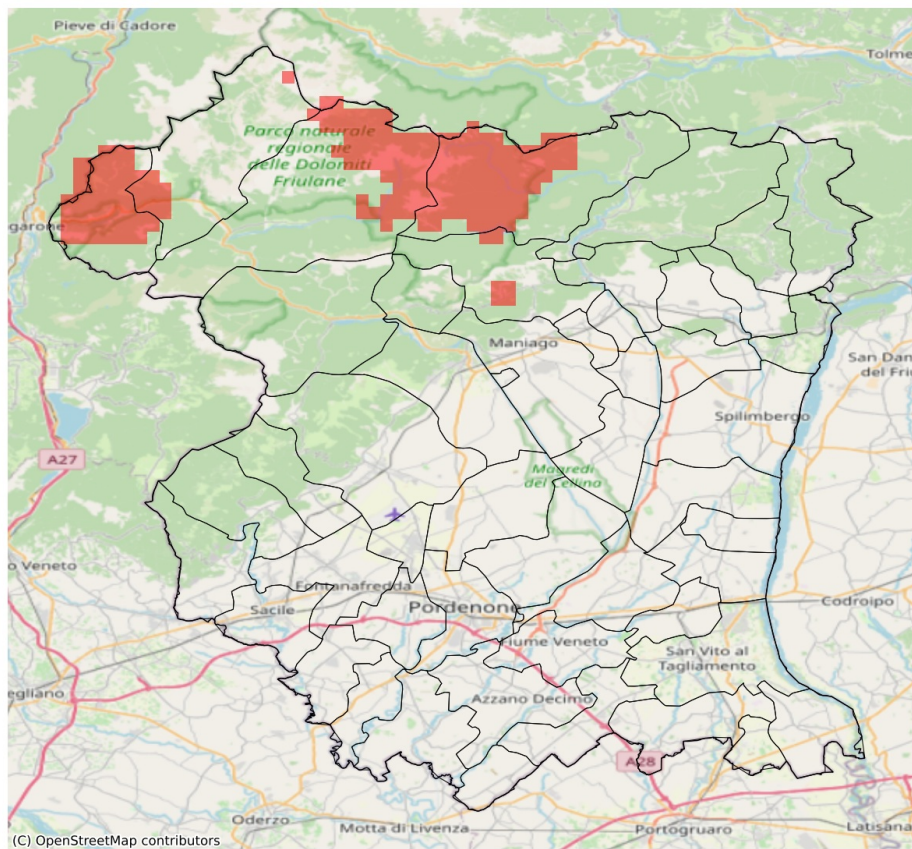 Pieve di Cadore
Tolme
Parco naturale
regionale
delle Dolomiti
Friulane
garone
Maniago
San Dan
del Friu
Spilimbergo
A27
Magredi
del Cellina
o Veneto
Fontanafredda
Sacile
Pordenone
Codroipo
Fiume Veneto
San Vito al
Tagliamento
egliano
Azzano Decimo
A28
Oderzo
Motta di Livenza
Portogruaro
Latisana
(C) OpenStreetMap contributors